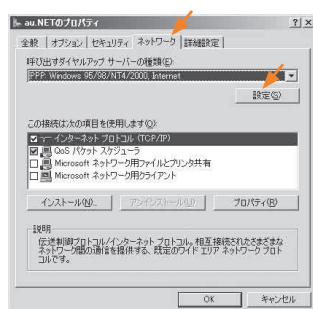 au.NETのプロパティ
全般 オプション セキュリティ ネットワーク 詳細設定
呼び出すダイヤルアップ サーバーの種類(E):
PPP: Windows 95/98/NT4/2000, Internet
設定(S)
この接続は次の項目を使用します(O):
インターネット プロトコル (TCP/IP)
QoS パケット スケジューラ
Microsoft ネットワーク用ファイルとプリンタ共有
Microsoft ネットワーク用クライアント
インストール(N)... アンインストール(U) プロパティ(R)
説明
伝送制御プロトコル/インターネット プロトコル。相互接続されたさまざまな
ネットワーク間の通信を提供する、既定のワイド エリア ネットワーク プロト
コルです。
OK キャンセル